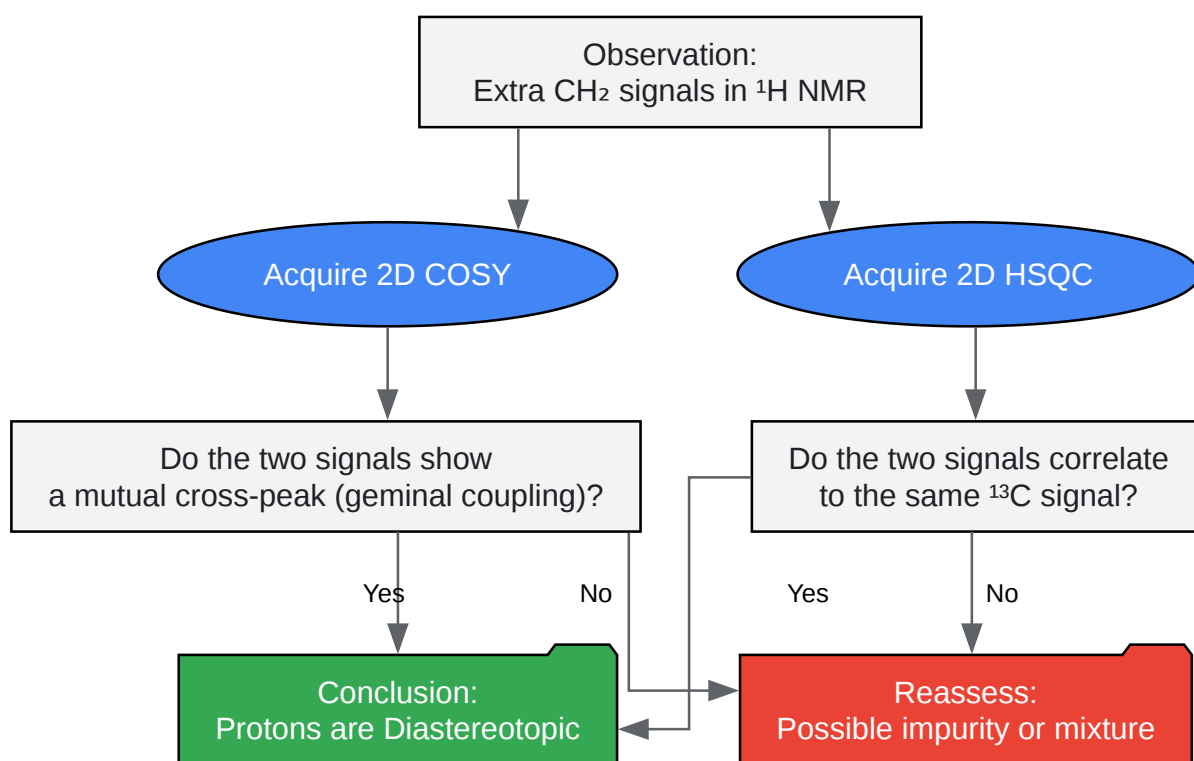 Observation:
Extra CH₂ signals in ¹H NMR
Acquire 2D COSY
Acquire 2D HSQC
Do the two signals show
a mutual cross-peak (geminal coupling)?
Do the two signals correlate
to the same ¹³C signal?
Yes
No
Yes
No
Conclusion:
Protons are Diastereotopic
Reassess:
Possible impurity or mixture